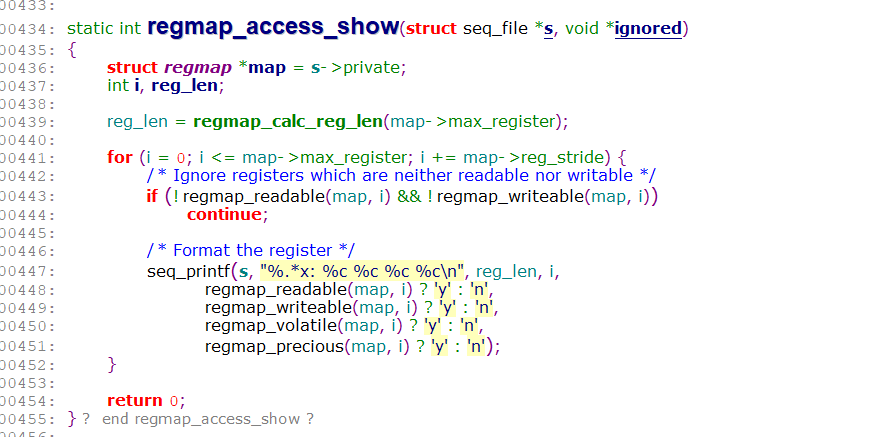 00433:
00434: static int regmap_access_show(struct seq_file *s, void *ignored)
00435: {
00436: struct regmap *map = s->private;
00437: int i, reg_len;
00438:
00439: reg_len = regmap_calc_reg_len(map->max_register);
00440:
00441: for (i = 0; i <= map->max_register; i += map->reg_stride) {
00442: /* Ignore registers which are neither readable nor writable */
00443: if (!regmap_readable(map, i) && !regmap_writeable(map, i))
00444: continue;
00445:
00446: /* Format the register */
00447: seq_printf(s, "%.*x: %c %c %c %c\n", reg_len, i,
00448: regmap_readable(map, i) ? 'y' : 'n',
00449: regmap_writeable(map, i) ? 'y' : 'n',
00450: regmap_volatile(map, i) ? 'y' : 'n',
00451: regmap_precious(map, i) ? 'y' : 'n');
00452: }
00453:
00454: return 0;
00455: } ? end regmap_access_show ?